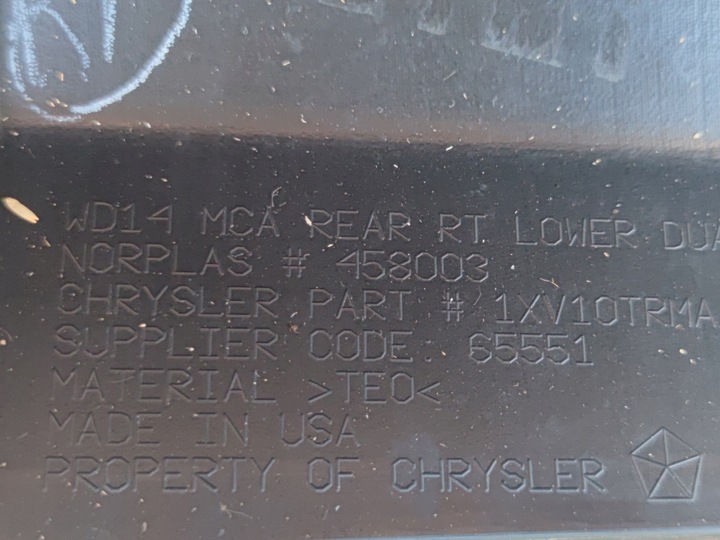 RT
WD14 MCA REAR RT LOWER DUA
NORPLAS # 458003
CHRYSLER PART # 1XV10TRMA
SUPPLIER CODE 65551
MATERIAL >TEO<
MADE IN USA
PROPERTY OF CHRYSLER